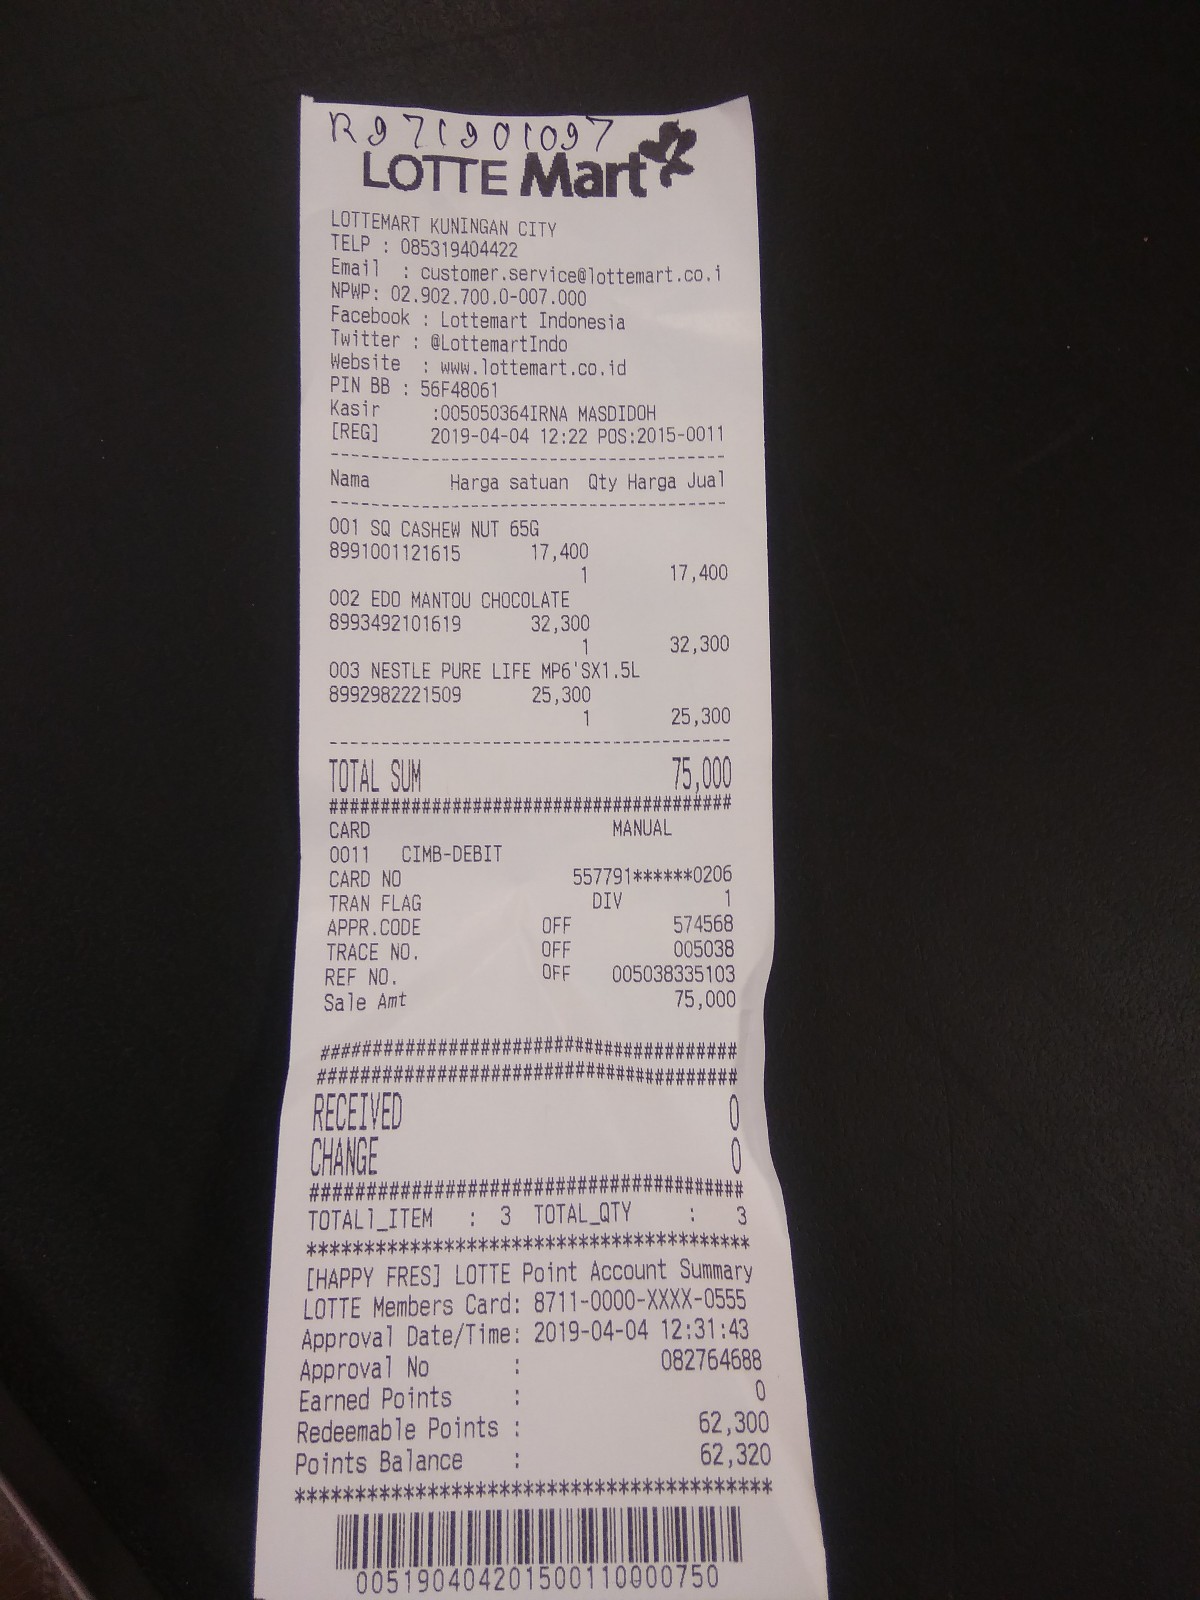 R971901097
LOTTE Mart
LOTTEMART KUNINGAN CITY
TELP : 085319404422
Email : customer.service@lottemart.co.i
NPWP: 02.902.700.0-007.000
Facebook : Lottemart Indonesia
Twitter : @LottemartIndo
Website : www.lottemart.co.id
PIN BB : 56F48061
Kasir :005050364IRNA MASDIDOH
[REG] 2019-04-04 12:22 POS:2015-0011
----------------------------------------
Nama Harga satuan Qty Harga Jual
----------------------------------------
001 SQ CASHEW NUT 65G
8991001121615 17,400
1 17,400
002 EDO MANTOU CHOCOLATE
8993492101619 32,300
1 32,300
003 NESTLE PURE LIFE MP6'SX1.5L
8992982221509 25,300
1 25,300
----------------------------------------
TOTAL SUM 75,000
########################################
CARD MANUAL
0011 CIMB-DEBIT
CARD NO 557791******0206
TRAN FLAG DIV 1
APPR.CODE OFF 574568
TRACE NO. OFF 005038
REF NO. OFF 005038335103
Sale Amt 75,000
########################################
########################################
RECEIVED 0
CHANGE 0
########################################
TOTAL1_ITEM : 3 TOTAL_QTY : 3
****************************************
[HAPPY FRES] LOTTE Point Account Summary
LOTTE Members Card: 8711-0000-XXXX-0555
Approval Date/Time: 2019-04-04 12:31:43
Approval No : 082764688
Earned Points : 0
Redeemable Points : 62,300
Points Balance : 62,320
****************************************
005190404201500110000750